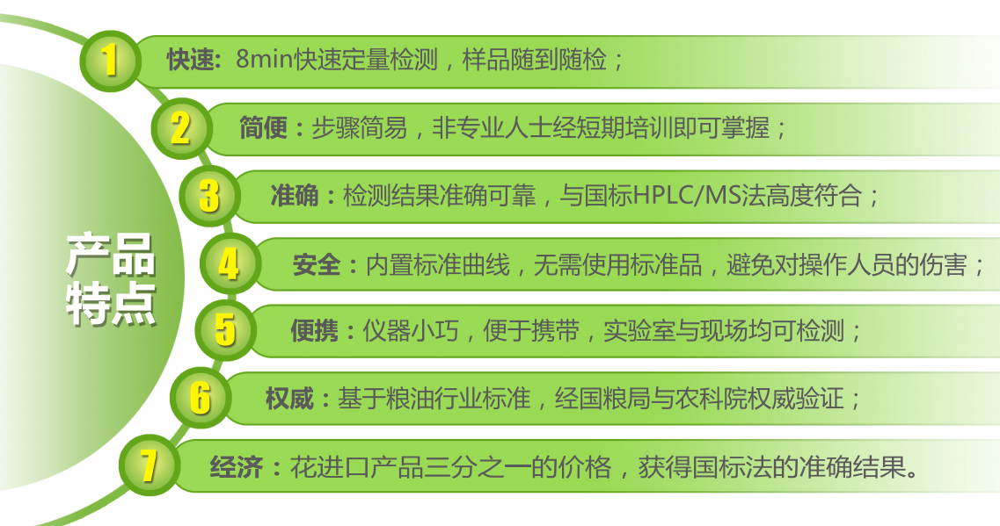 产品
特点
1
快速：8min快速定量检测，样品随到随检；
2
简便：步骤简易，非专业人士经短期培训即可掌握；
3
准确：检测结果准确可靠，与国标HPLC/MS法高度符合；
4
安全：内置标准曲线，无需使用标准品，避免对操作人员的伤害；
5
便携：仪器小巧，便于携带，实验室与现场均可检测；
6
权威：基于粮油行业标准，经国粮局与农科院权威验证；
7
经济：花进口产品三分之一的价格，获得国标法的准确结果。